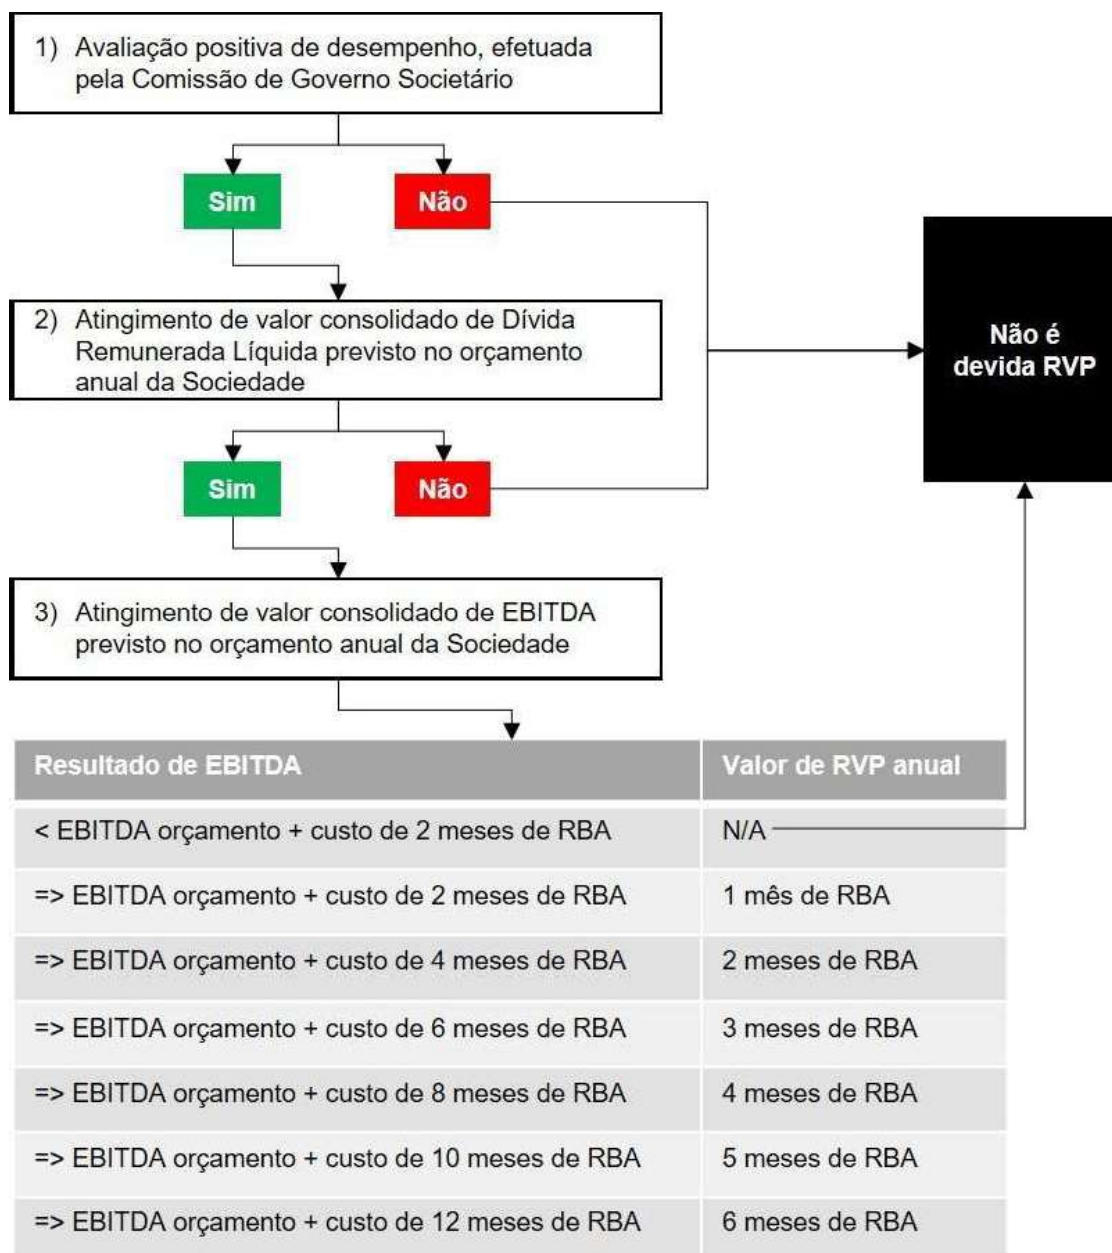 1) Avaliação positiva de desempenho, efetuada
pela Comissão de Governo Societário
Sim
Não
2) Atingimento de valor consolidado de Dívida
Remunerada Líquida previsto no orçamento
anual da Sociedade
Não é
devida RVP
Sim
Não
3) Atingimento de valor consolidado de EBITDA
previsto no orçamento anual da Sociedade
Resultado de EBITDA Valor de RVP anual
< EBITDA orçamento + custo de 2 meses de RBA N/A
=> EBITDA orçamento + custo de 2 meses de RBA 1 mês de RBA
=> EBITDA orçamento + custo de 4 meses de RBA 2 meses de RBA
=> EBITDA orçamento + custo de 6 meses de RBA 3 meses de RBA
=> EBITDA orçamento + custo de 8 meses de RBA 4 meses de RBA
=> EBITDA orçamento + custo de 10 meses de RBA 5 meses de RBA
=> EBITDA orçamento + custo de 12 meses de RBA 6 meses de RBA